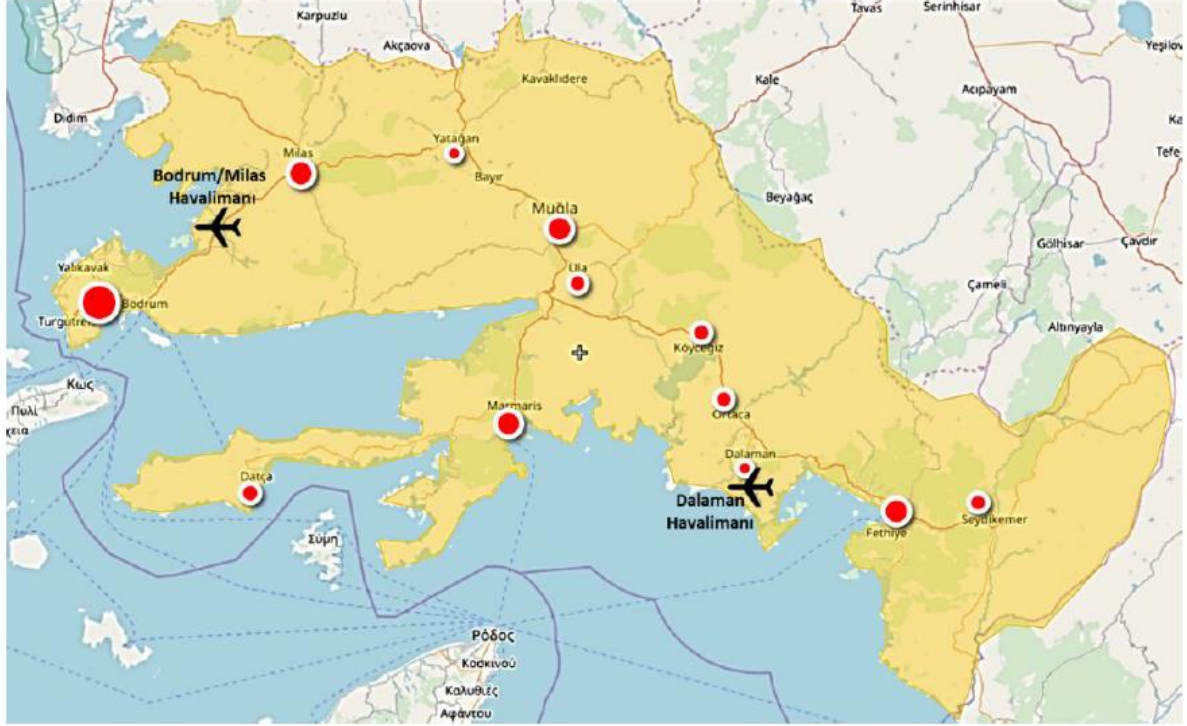 Karpuzlu
Tavas
Serinhisar
Akçaova
Yeşilov
Kavaklıdere
Kale
Acıpayam
Didim
Yatağan
Milas
Tefe
Bodrum/Milas
Havalimanı
Bayır
Beyağaç
Muğla
Gölhisar
Çavdır
Yalıkavak
Ula
Çameli
Bodrum
Turgutreis
Altınyayla
Köyceğiz
Κως
Πυλί
χεια
Marmaris
Ortaca
Dalaman
Datça
Dalaman
Havalimanı
Seydikemer
Fethiye
Σύμη
Ρόδος
Κοσκινού
Καλυθιές
Αφάντου